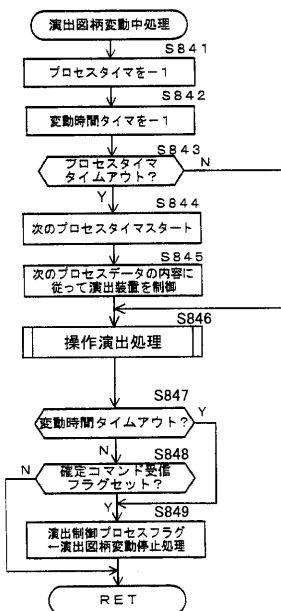 演出図柄変動中処理
S841
プロセスタイマを－1
S842
変動時間タイマを－1
S843
プロセスタイマ
タイムアウト?
N
Y
S844
次のプロセスタイマスタート
S845
次のプロセスデータの内容に
従って演出装置を制御
S846
操作演出処理
S847
変動時間タイムアウト?
Y
N
S848
確定コマンド受信
フラグセット?
N
Y
S849
演出制御プロセスフラグ
←演出図柄変動停止処理
RET